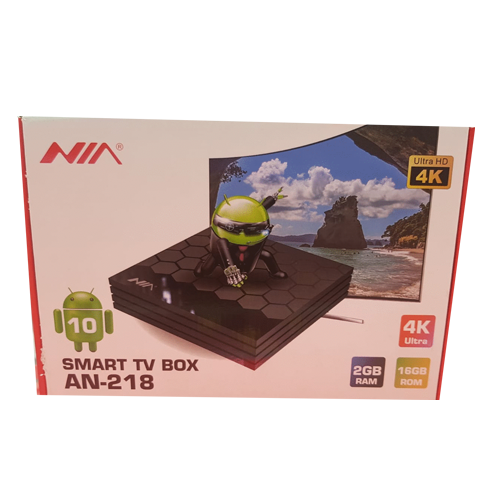 NIA®
Ultra HD
4K
NIA
10
4K
Ultra
SMART TV BOX
AN-218
2GB
RAM
16GB
ROM